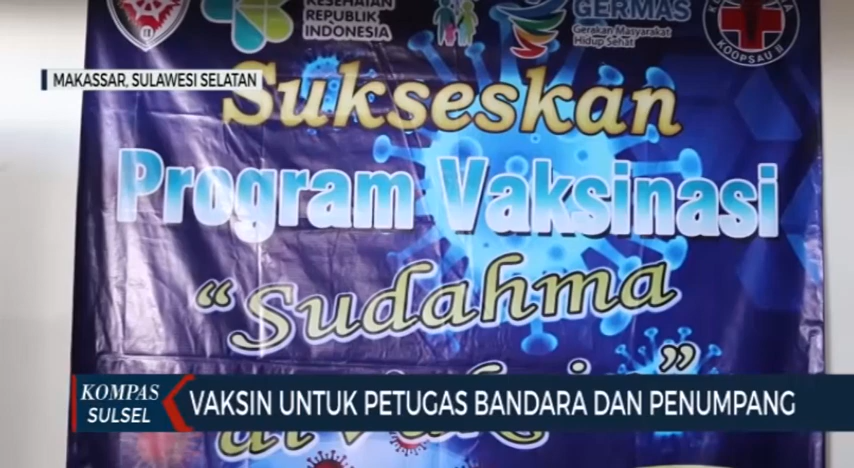 KESEHATAN
REPUBLIK
INDONESIA
GERMAS
Gerakan Masyarakat
Hidup Sehat
KOOPSAU II
MAKASSAR, SULAWESI SELATAN
Sukseskan
Program Vaksinasi
"Sudahma
KOMPAS
SULSEL
VAKSIN UNTUK PETUGAS BANDARA DAN PENUMPANG